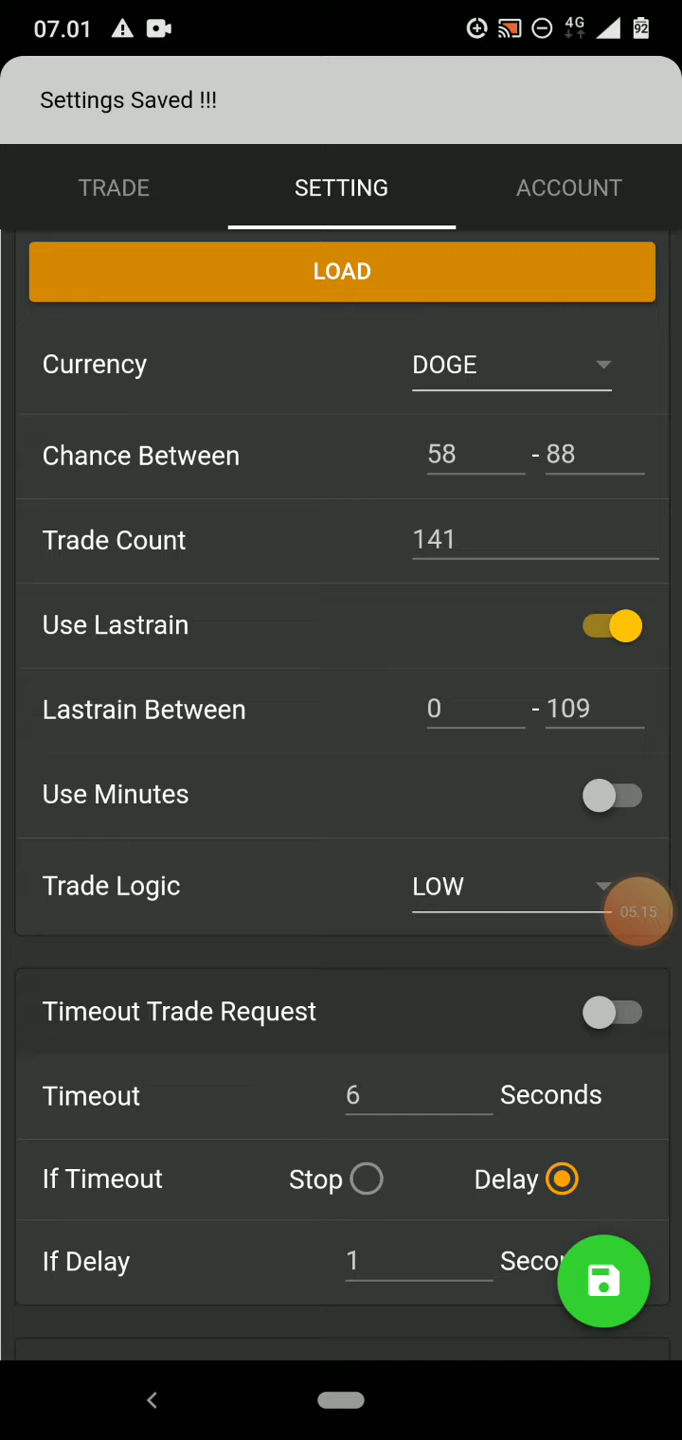 07.01 4G 92
Settings Saved !!!
TRADE SETTING ACCOUNT
LOAD
Currency DOGE
Chance Between 58 - 88
Trade Count 141
Use Lastrain
Lastrain Between 0 - 109
Use Minutes
Trade Logic LOW
05.15
Timeout Trade Request
Timeout 6 Seconds
If Timeout Stop Delay
If Delay 1 Seco